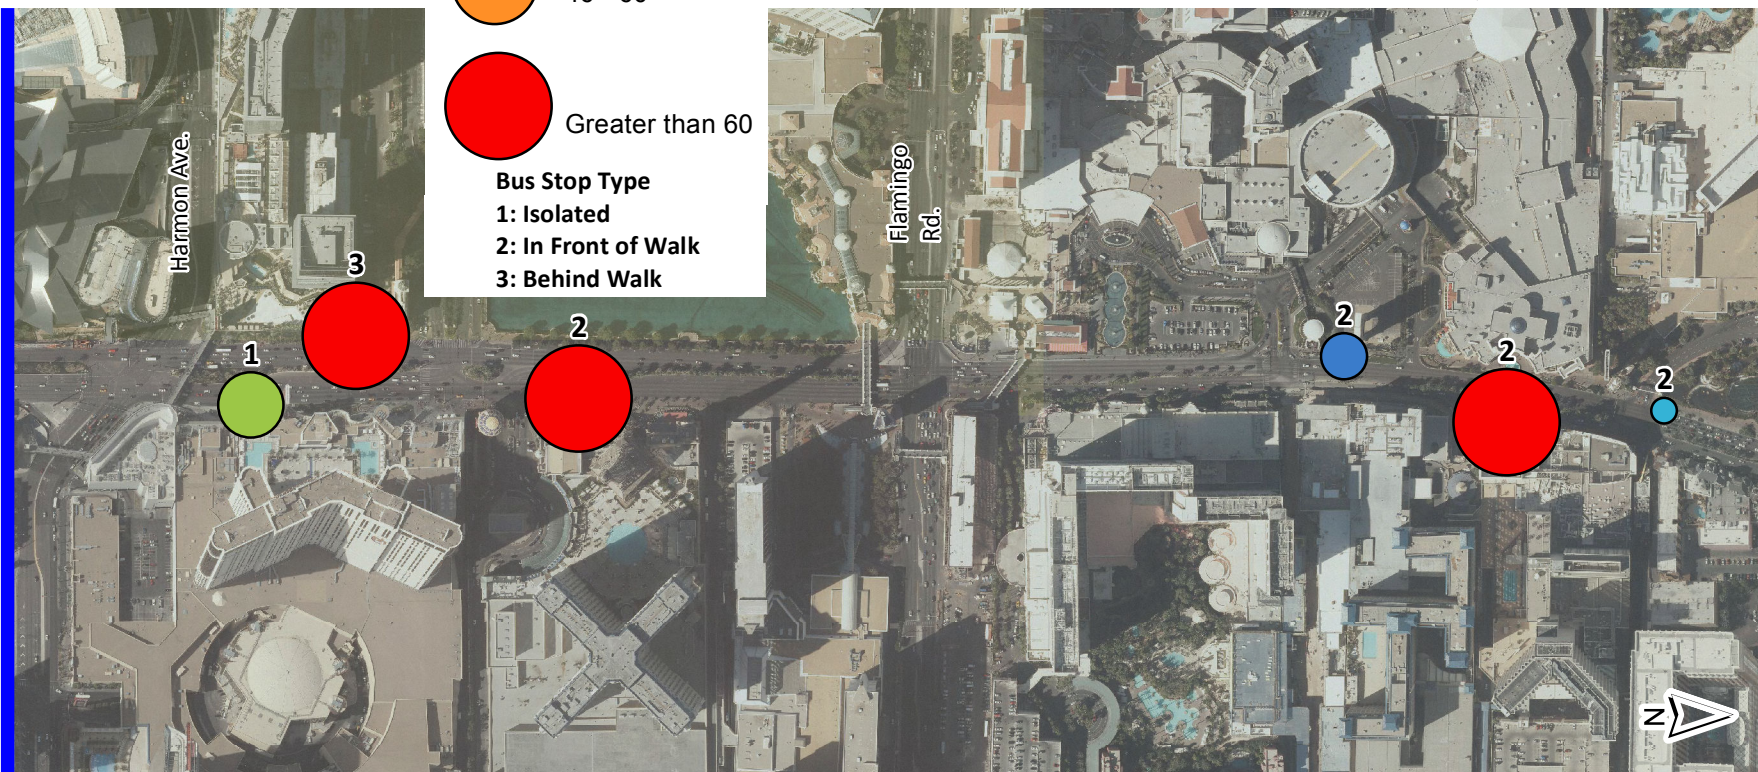 Greater than 60
Bus Stop Type
1: Isolated
2: In Front of Walk
3: Behind Walk
Harmon Ave.
Flamingo
Rd.
3
1
2
2
2
2
N